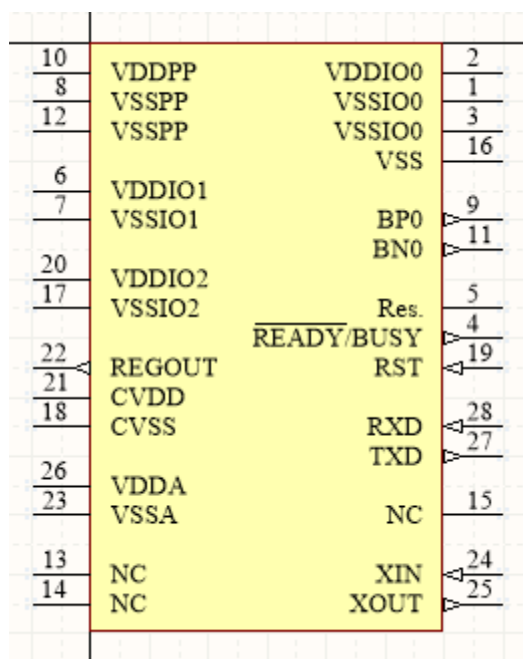 10 VDDPP VDDIO0 2
8 VSSPP VSSIO0 1
12 VSSPP VSSIO0 3
VSS 16
6 VDDIO1
7 VSSIO1 BP0 9
BN0 11
20 VDDIO2
17 VSSIO2 Res. 5
READY/BUSY 4
22 REGOUT RST 19
21 CVDD
18 CVSS RXD 28
TXD 27
26 VDDA
23 VSSA NC 15
13 NC XIN 24
14 NC XOUT 25